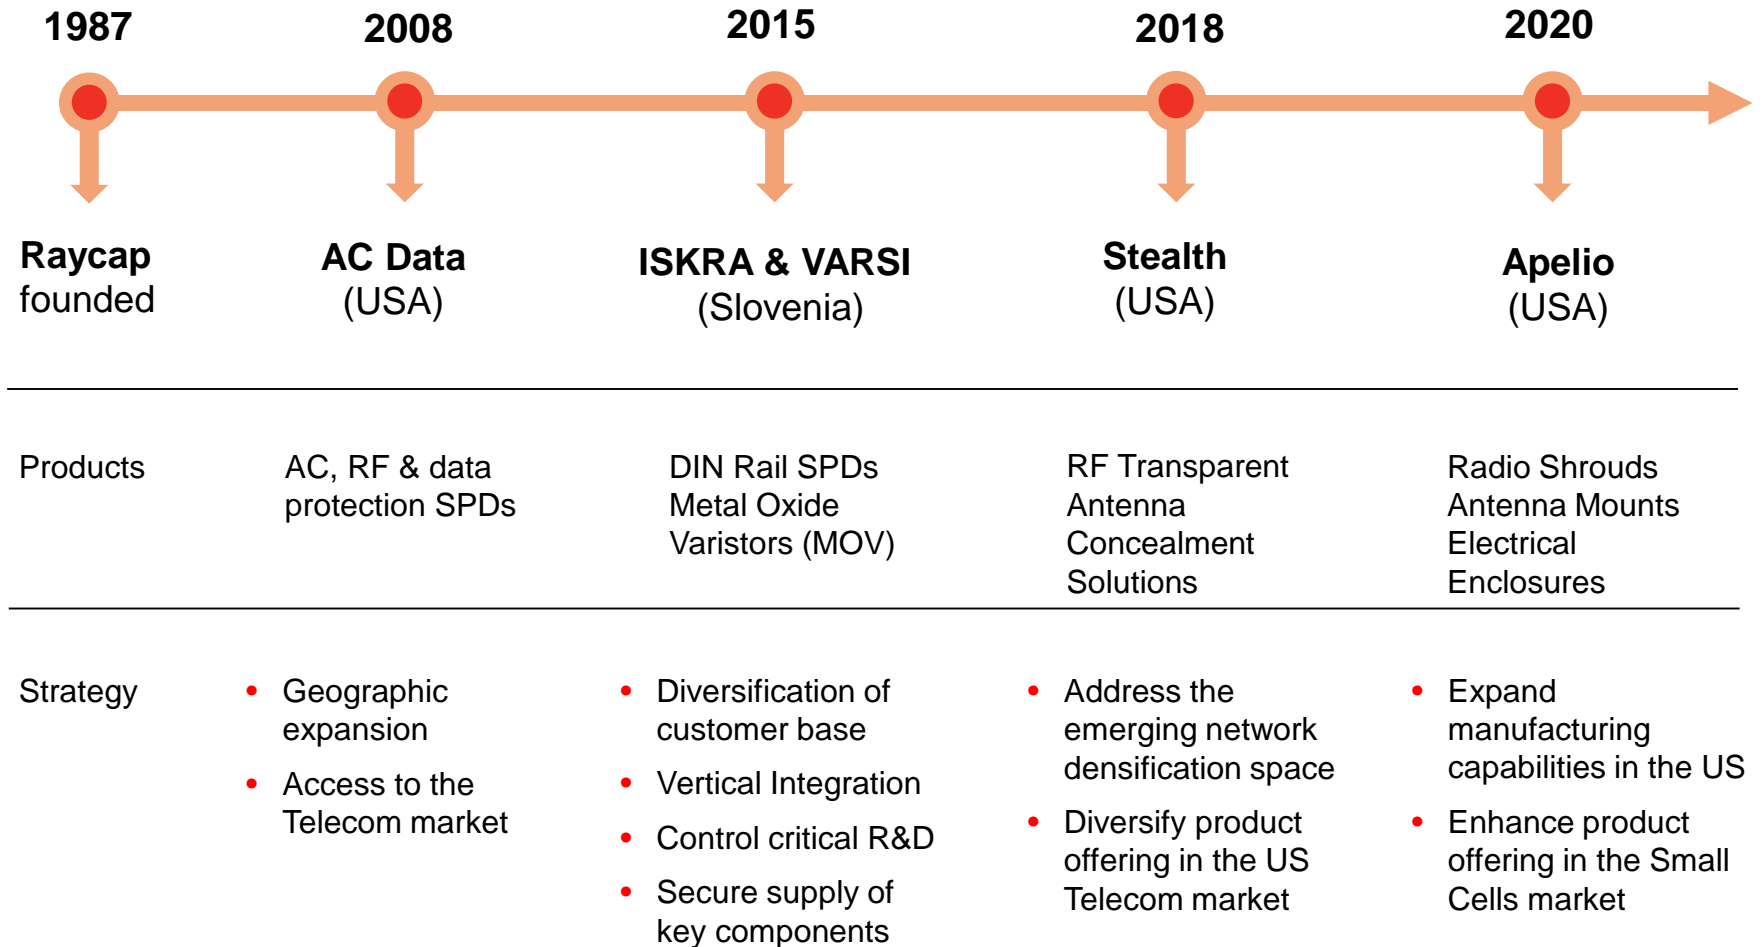 1987
2008
2015
2018
2020
Raycap
founded
AC Data
(USA)
ISKRA & VARSI
(Slovenia)
Stealth
(USA)
Apelio
(USA)
Products
AC, RF & data
protection SPDs
DIN Rail SPDs
Metal Oxide
Varistors (MOV)
RF Transparent
Antenna
Concealment
Solutions
Radio Shrouds
Antenna Mounts
Electrical
Enclosures
Strategy
• Geographic
expansion
• Access to the
Telecom market
• Diversification of
customer base
• Vertical Integration
• Control critical R&D
• Secure supply of
key components
• Address the
emerging network
densification space
• Diversify product
offering in the US
Telecom market
• Expand
manufacturing
capabilities in the US
• Enhance product
offering in the Small
Cells market